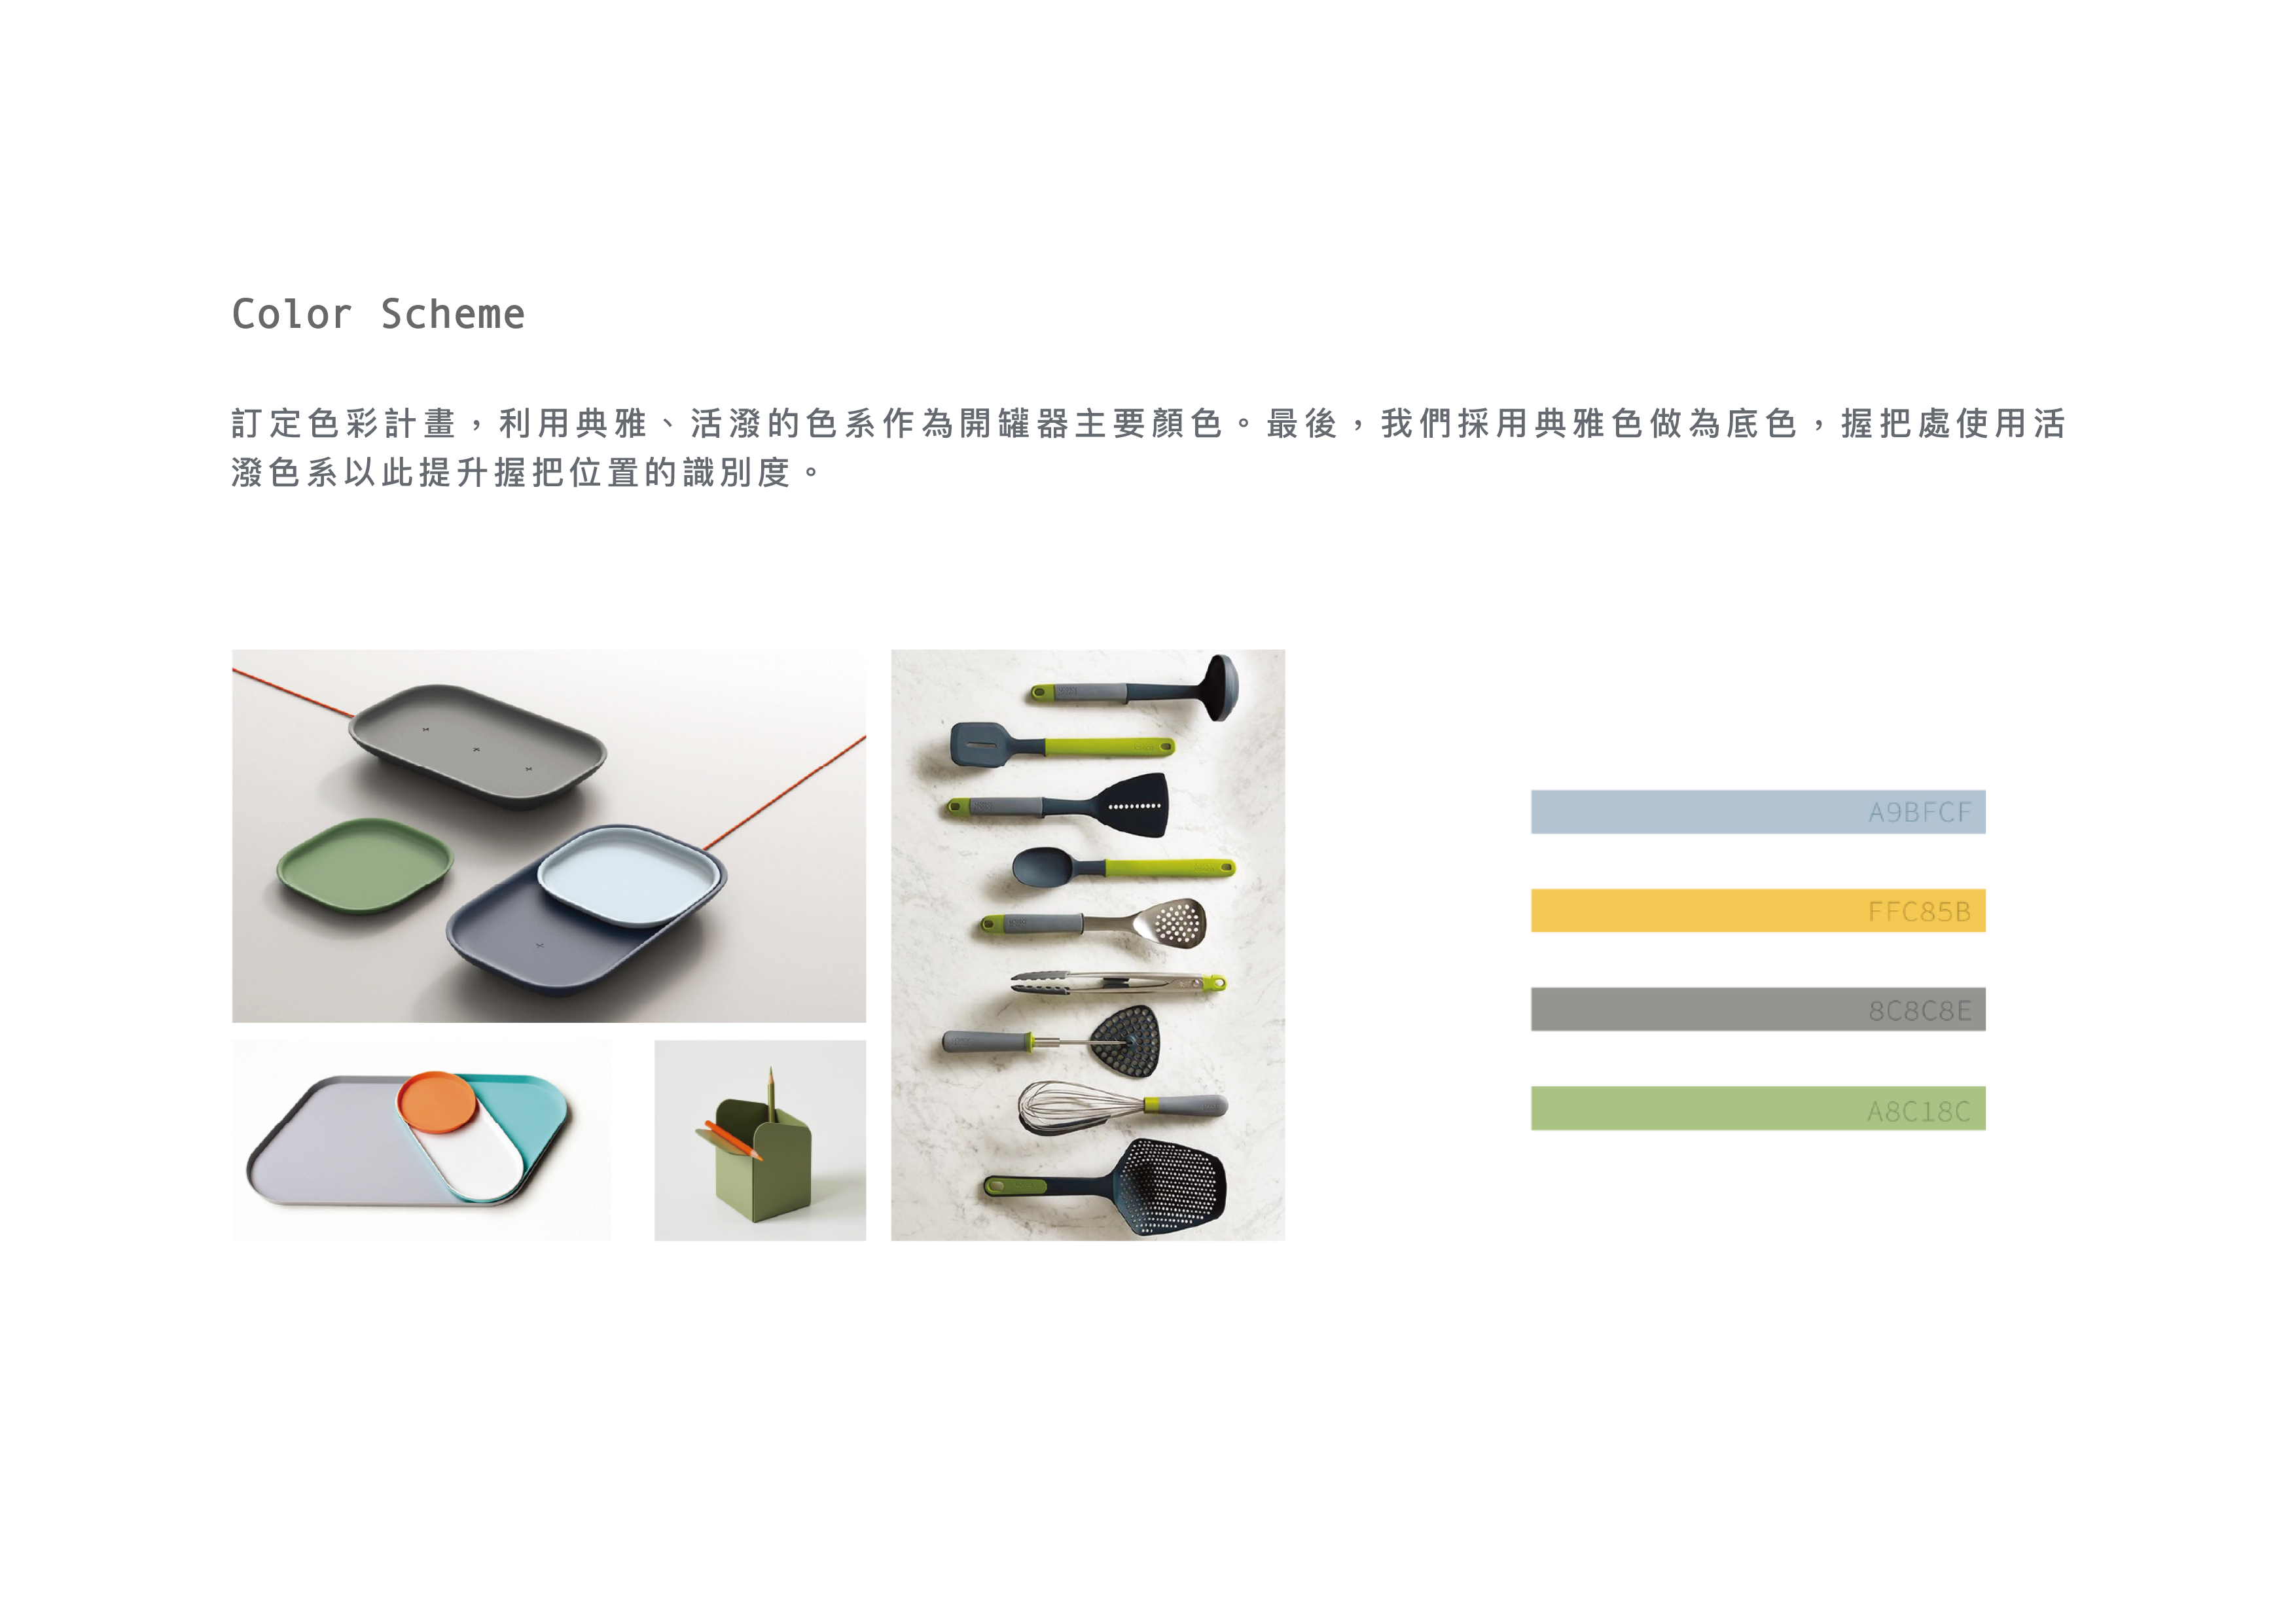 Color Scheme
訂定色彩計畫，利用典雅、活潑的色系作為開罐器主要顏色。最後，我們採用典雅色做為底色，握把處使用活
潑色系以此提升握把位置的識別度。
A9BFCF
FFC85B
8C8C8E
A8C18C